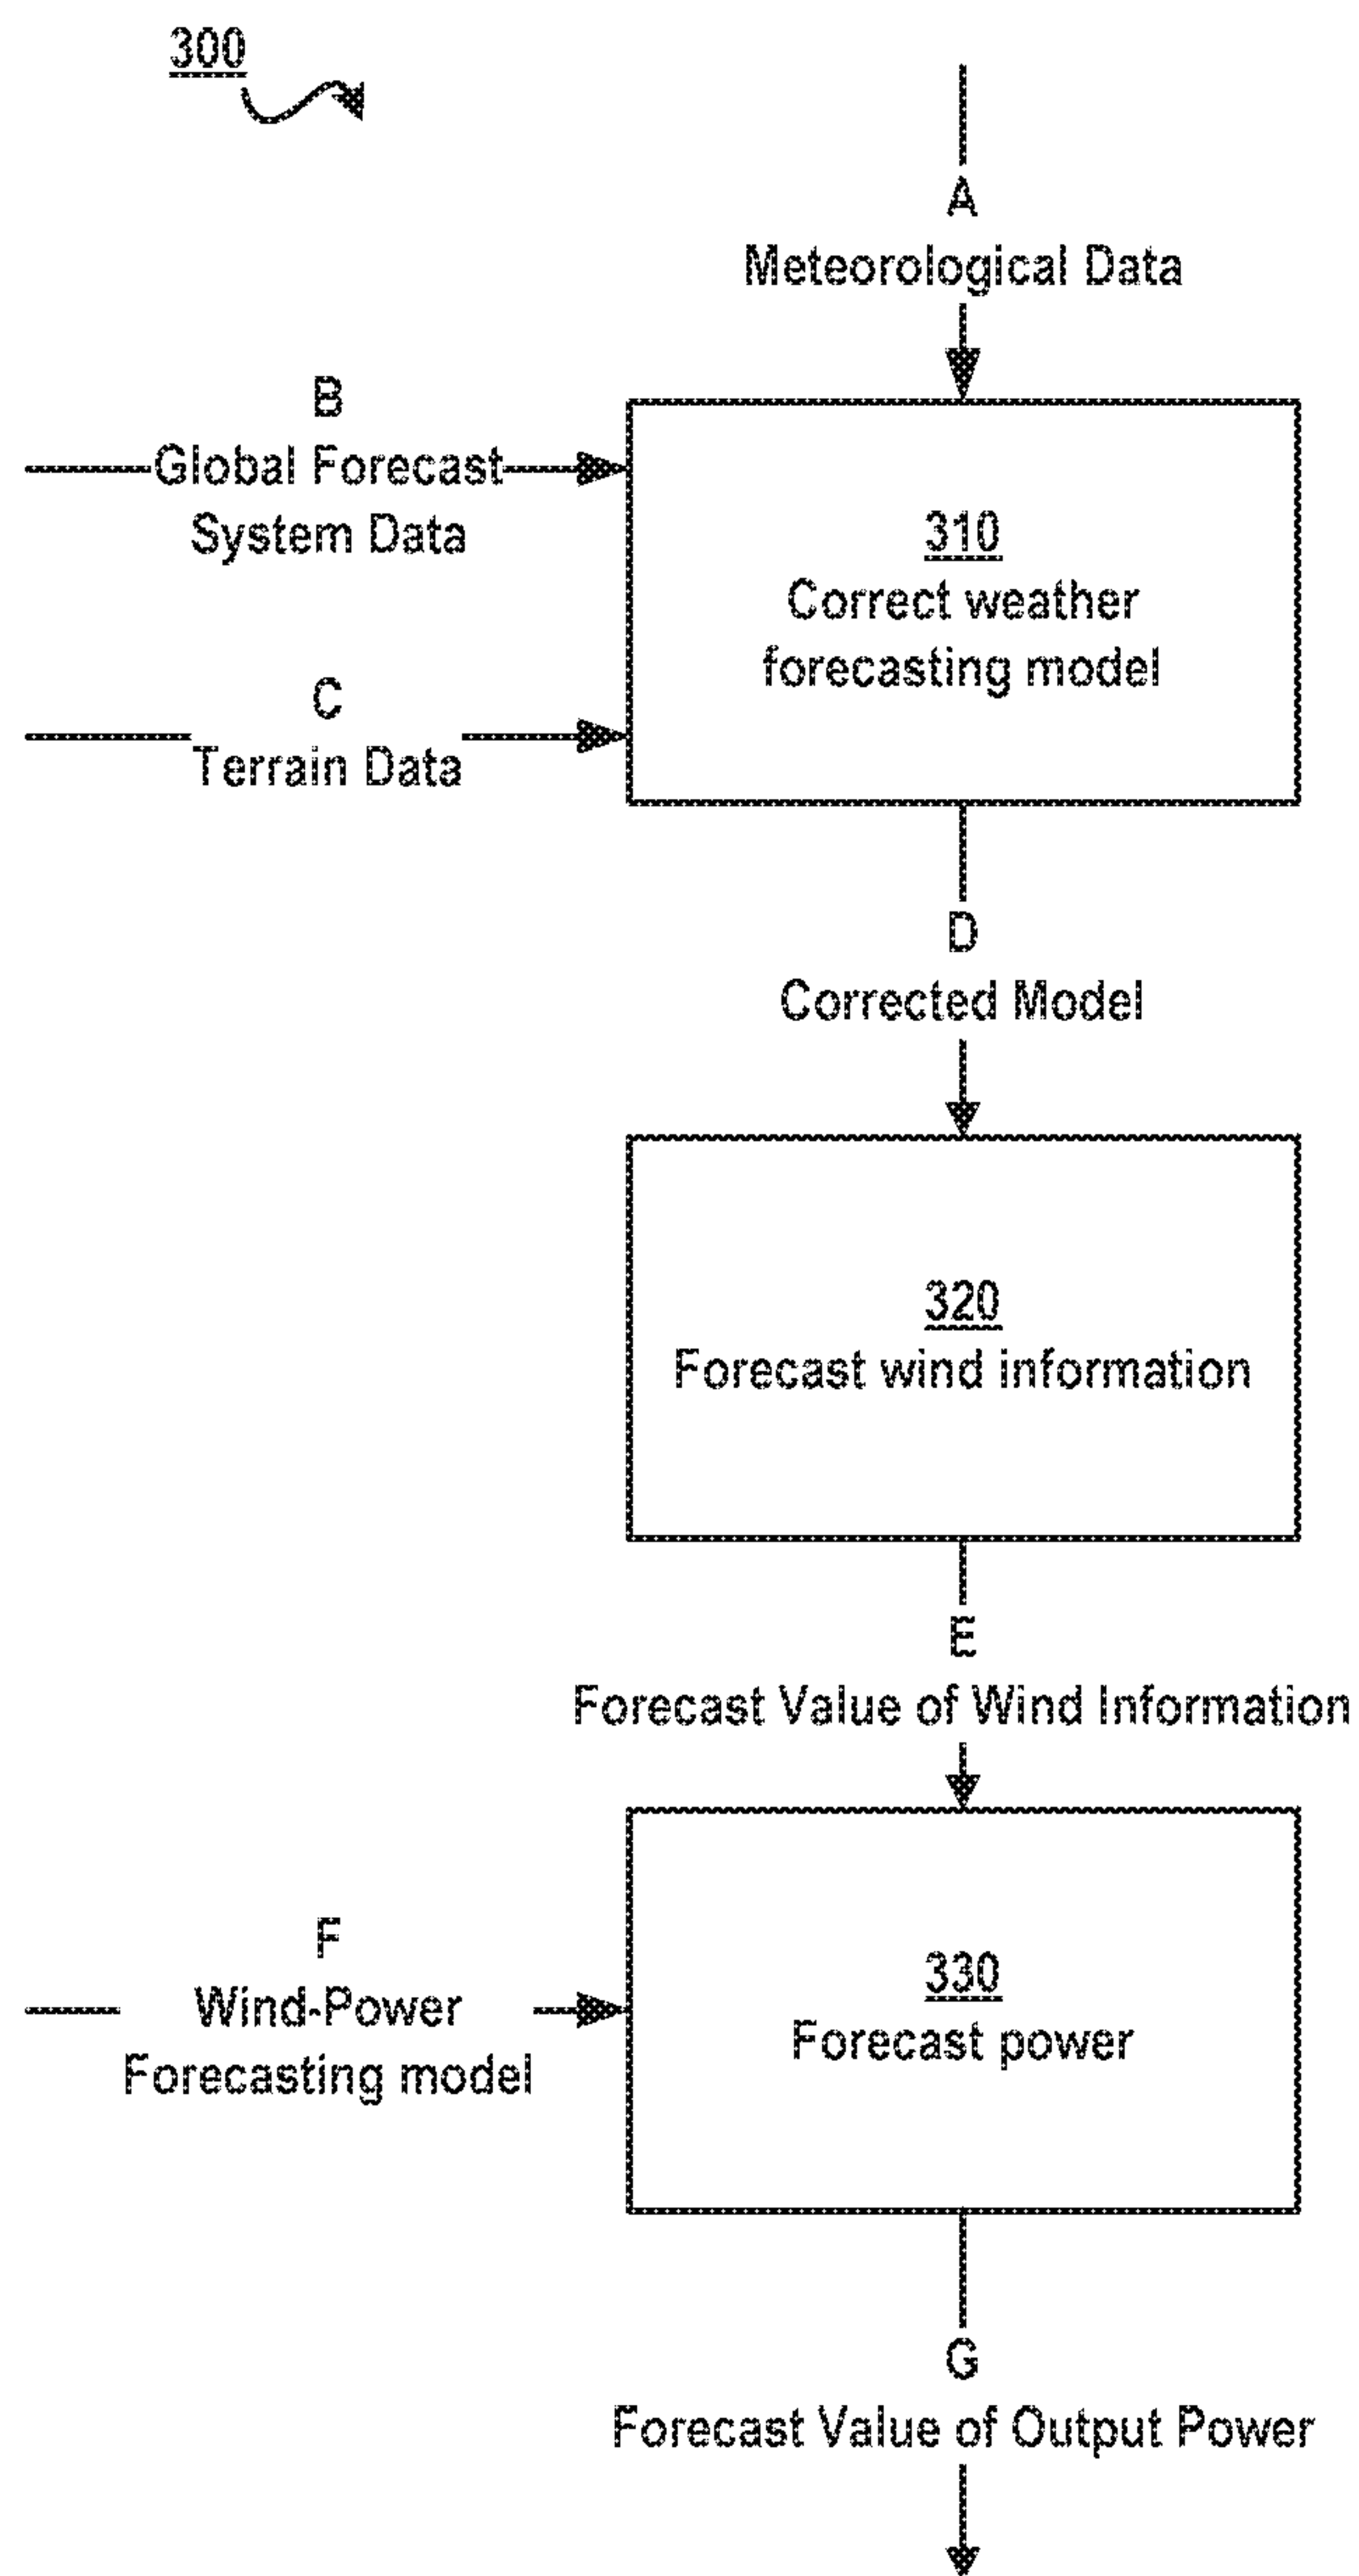 300
A
Meteorological Data
B
Global Forecast
System Data
310
Correct weather
forecasting model
C
Terrain Data
D
Corrected Model
320
Forecast wind information
E
Forecast Value of Wind Information
F
Wind-Power
Forecasting model
330
Forecast power
G
Forecast Value of Output Power